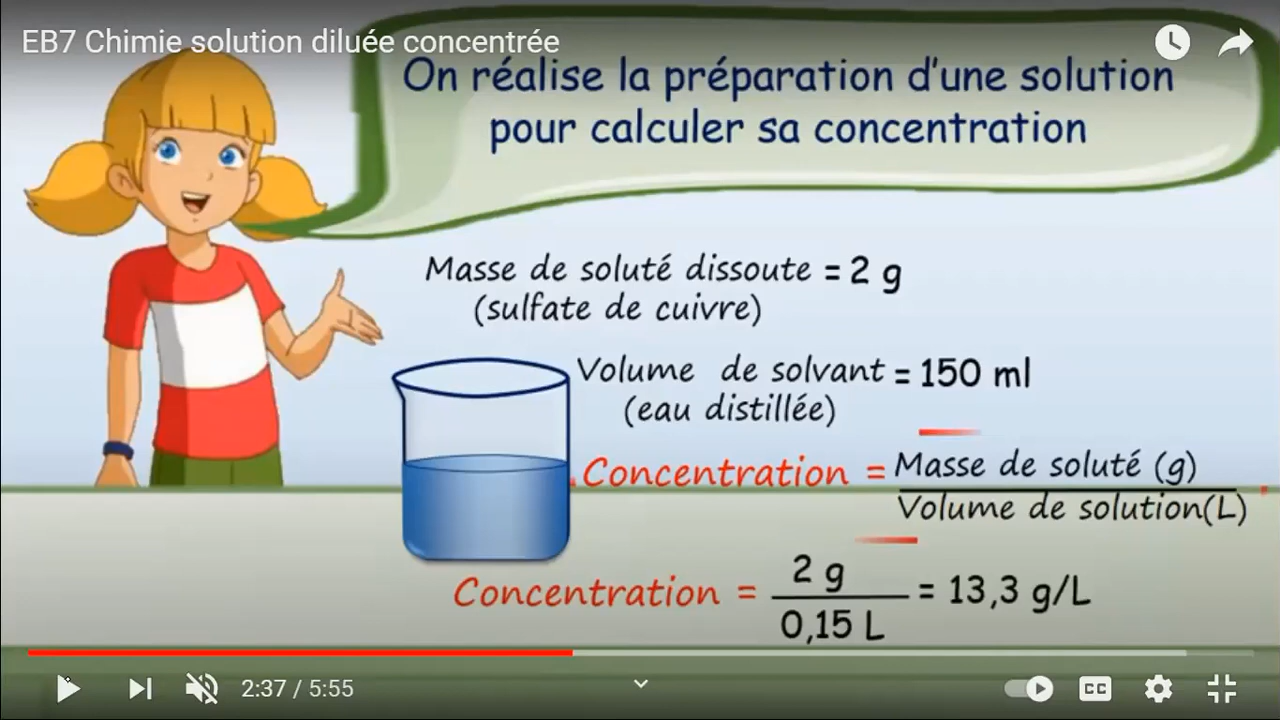 EB7 Chimie solution diluée concentrée
On réalise la préparation d'une solution
pour calculer sa concentration
Masse de soluté dissoute = 2 g
(sulfate de cuivre)
Volume de solvant = 150 ml
(eau distillée)
Concentration = Masse de soluté (g)
Volume de solution(L)
Concentration = 2 g = 13,3 g/L
0,15 L
2:37 / 5:55
CC